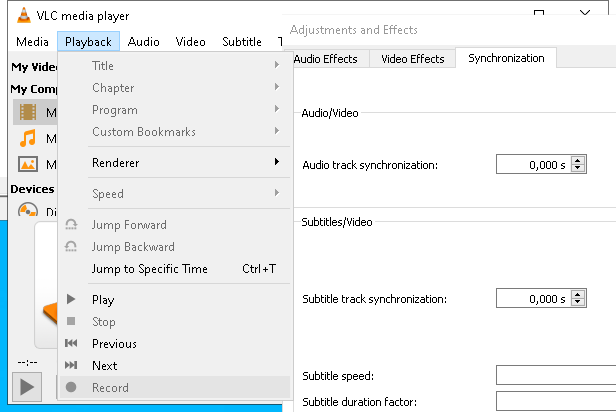 VLC media player
Media Playback Audio Video Subtitle
My Vide
My Comp
M
M
M
Devices
Di
--:--
Title
Chapter
Program
Custom Bookmarks
Renderer
Speed
Jump Forward
Jump Backward
Jump to Specific Time Ctrl+T
Play
Stop
Previous
Next
Record
Adjustments and Effects
Audio Effects Video Effects Synchronization
Audio/Video
Audio track synchronization: 0,000 s
Subtitles/Video
Subtitle track synchronization: 0,000 s
Subtitle speed:
Subtitle duration factor: